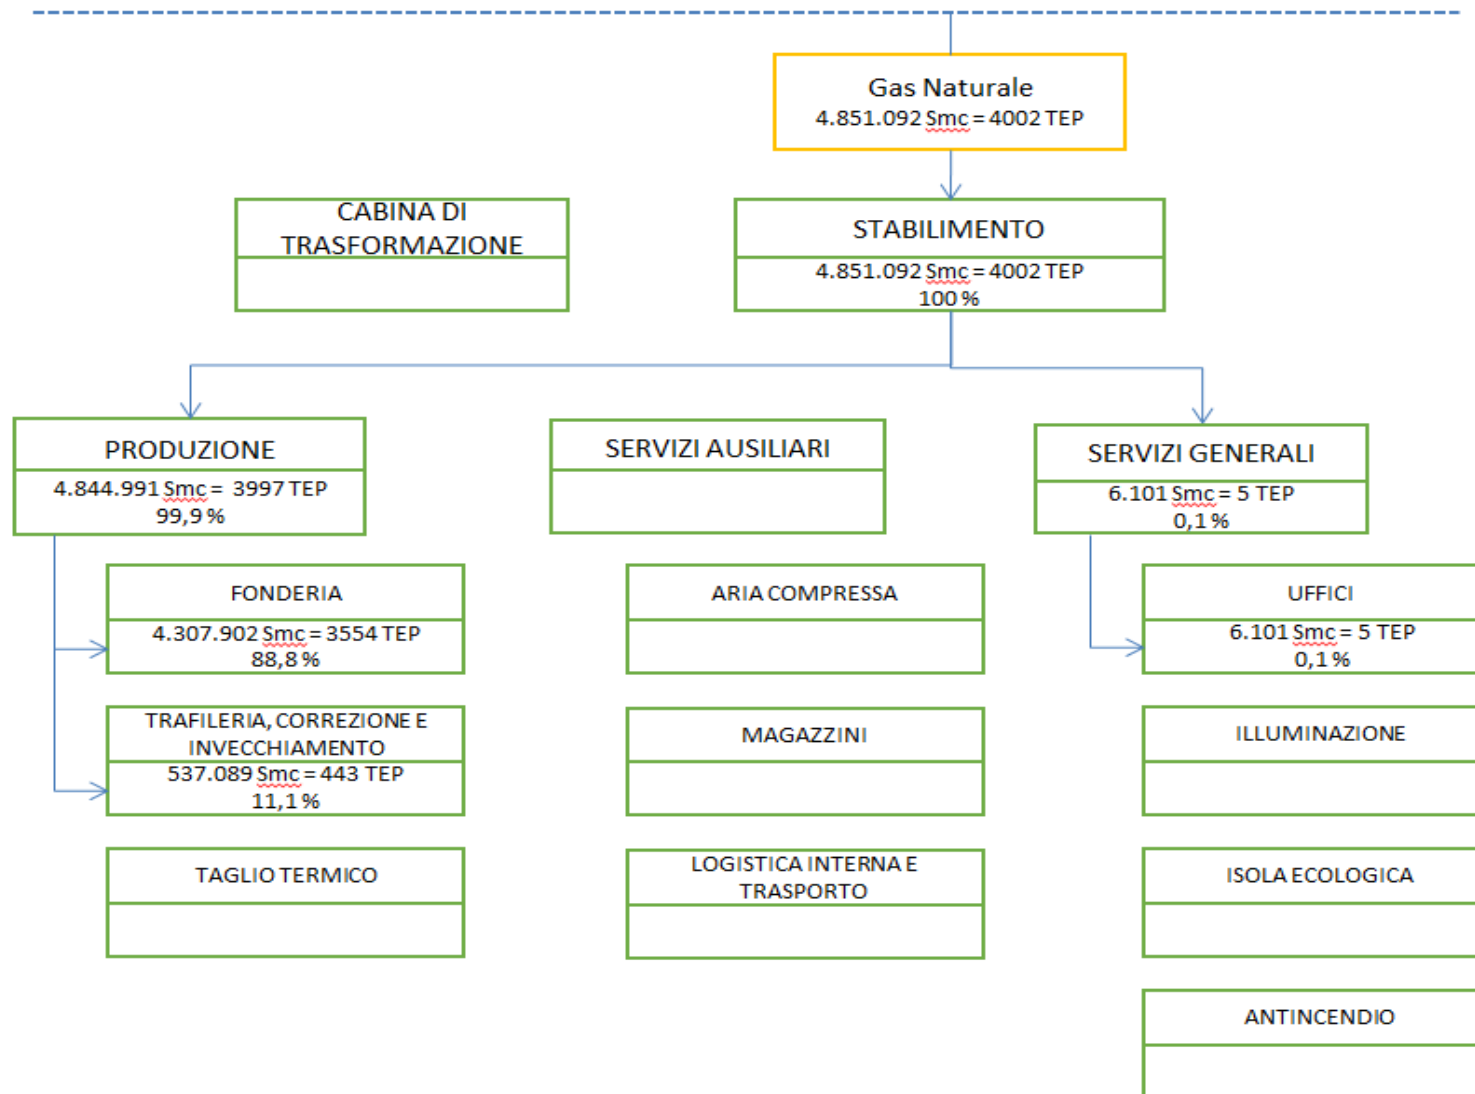 Gas Naturale
4.851.092 Smc = 4002 TEP
CABINA DI
TRASFORMAZIONE
STABILIMENTO
4.851.092 Smc = 4002 TEP
100 %
PRODUZIONE
4.844.991 Smc = 3997 TEP
99,9 %
SERVIZI AUSILIARI
SERVIZI GENERALI
6.101 Smc = 5 TEP
0,1 %
FONDERIA
4.307.902 Smc = 3554 TEP
88,8 %
ARIA COMPRESSA
UFFICI
6.101 Smc = 5 TEP
0,1 %
TRAFILERIA, CORREZIONE E
INVECCHIAMENTO
537.089 Smc = 443 TEP
11,1 %
MAGAZZINI
ILLUMINAZIONE
TAGLIO TERMICO
LOGISTICA INTERNA E
TRASPORTO
ISOLA ECOLOGICA
ANTINCENDIO